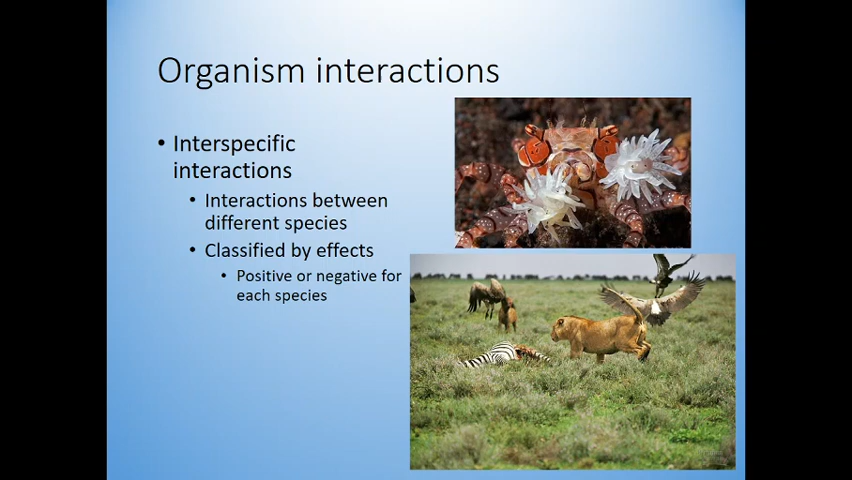 Organism interactions
• Interspecific
interactions
• Interactions between
different species
• Classified by effects
• Positive or negative for
each species